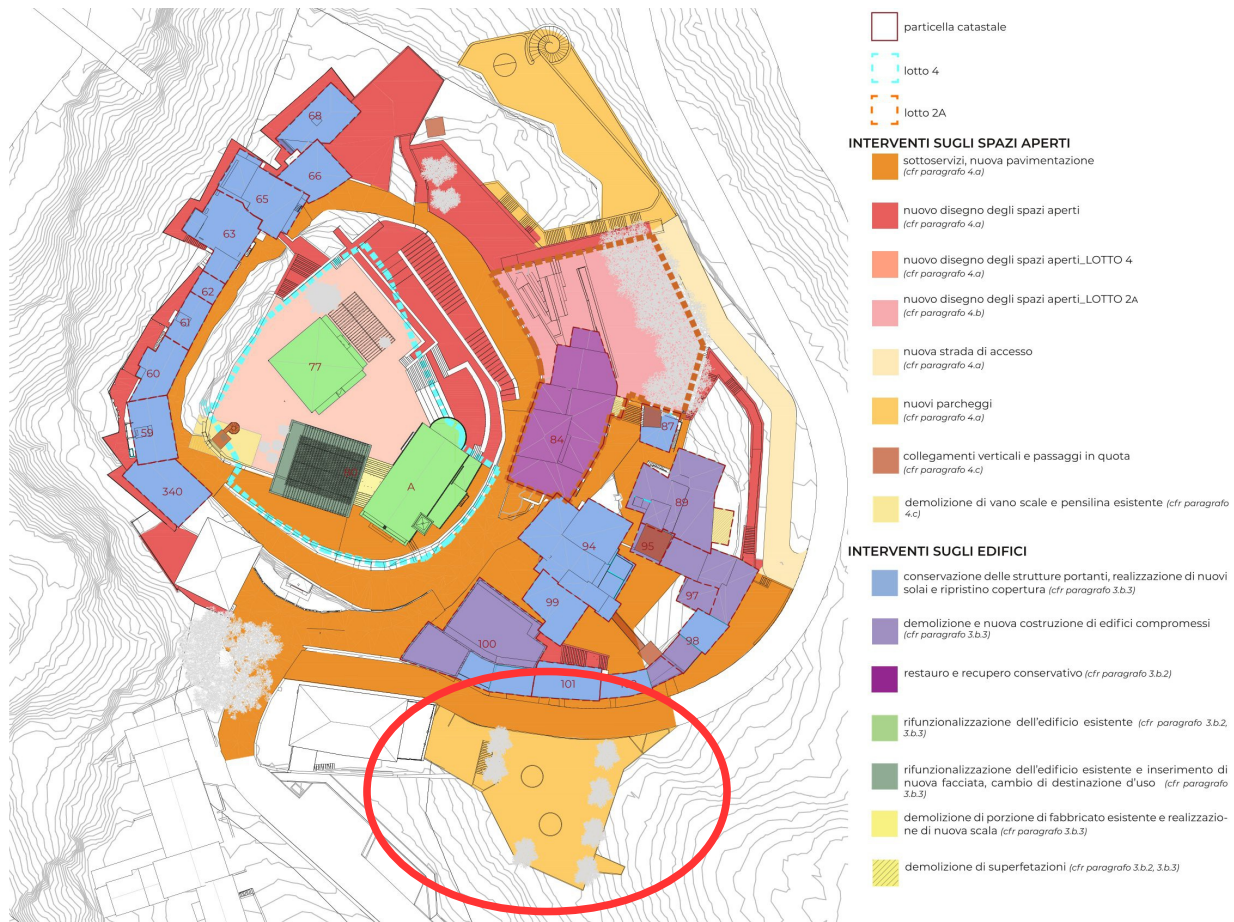 particella catastale
lotto 4
lotto 2A
INTERVENTI SUGLI SPAZI APERTI
sottoservizi, nuova pavimentazione
(cfr paragrafo 4.a)
nuovo disegno degli spazi aperti
(cfr paragrafo 4.a)
nuovo disegno degli spazi aperti_LOTTO 4
(cfr paragrafo 4.a)
nuovo disegno degli spazi aperti_LOTTO 2A
(cfr paragrafo 4.b)
nuova strada di accesso
(cfr paragrafo 4.a)
nuovi parcheggi
(cfr paragrafo 4.a)
collegamenti verticali e passaggi in quota
(cfr paragrafo 4.c)
demolizione di vano scale e pensilina esistente (cfr paragrafo
4.c)
INTERVENTI SUGLI EDIFICI
conservazione delle strutture portanti, realizzazione di nuovi
solai e ripristino copertura (cfr paragrafo 3.b.3)
demolizione e nuova costruzione di edifici compromessi
(cfr paragrafo 3.b.3)
restauro e recupero conservativo (cfr paragrafo 3.b.2)
rifunzionalizzazione dell'edificio esistente (cfr paragrafo 3.b.2,
3.b.3)
rifunzionalizzazione dell'edificio esistente e inserimento di
nuova facciata, cambio di destinazione d'uso (cfr paragrafo
3.b.3)
demolizione di porzione di fabbricato esistente e realizzazio-
ne di nuova scala (cfr paragrafo 3.b.3)
demolizione di superfetazioni (cfr paragrafo 3.b.2, 3.b.3)
68
66
65
63
62
61
60
59
340
77
B
A
84
87
89
95
94
97
98
99
100
101